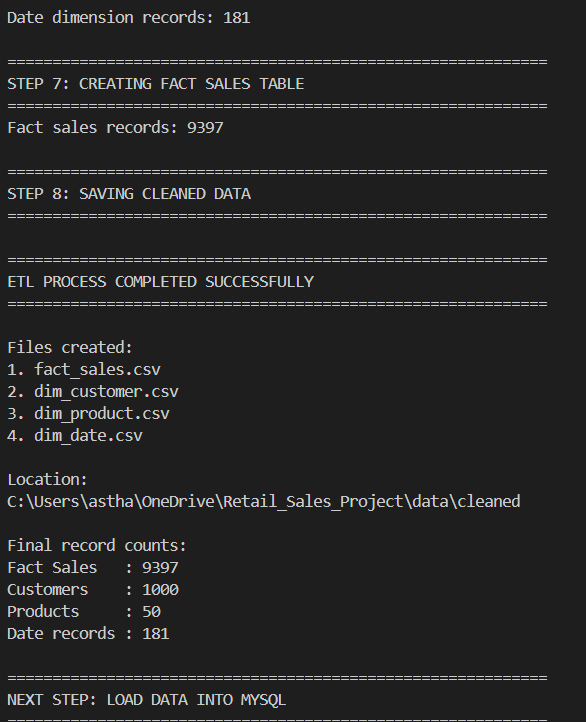 Date dimension records: 181
============================================================
STEP 7: CREATING FACT SALES TABLE
============================================================
Fact sales records: 9397
============================================================
STEP 8: SAVING CLEANED DATA
============================================================
============================================================
ETL PROCESS COMPLETED SUCCESSFULLY
============================================================
Files created:
1. fact_sales.csv
2. dim_customer.csv
3. dim_product.csv
4. dim_date.csv
Location:
C:\Users\astha\OneDrive\Retail_Sales_Project\data\cleaned
Final record counts:
Fact Sales   : 9397
Customers    : 1000
Products     : 50
Date records : 181
============================================================
NEXT STEP: LOAD DATA INTO MYSQL
============================================================